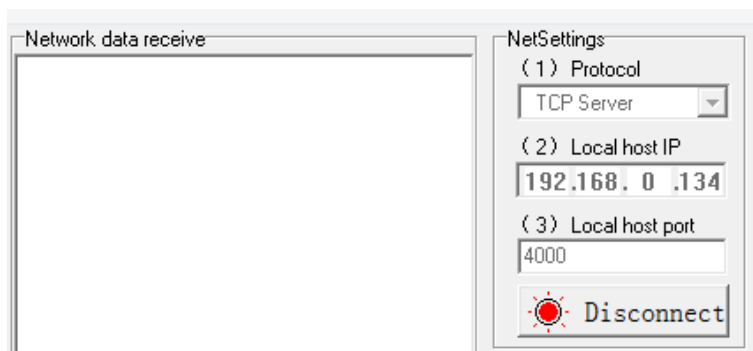 Network data receive
NetSettings
(1) Protocol
TCP Server
(2) Local host IP
192.168. 0 .134
(3) Local host port
4000
Disconnect